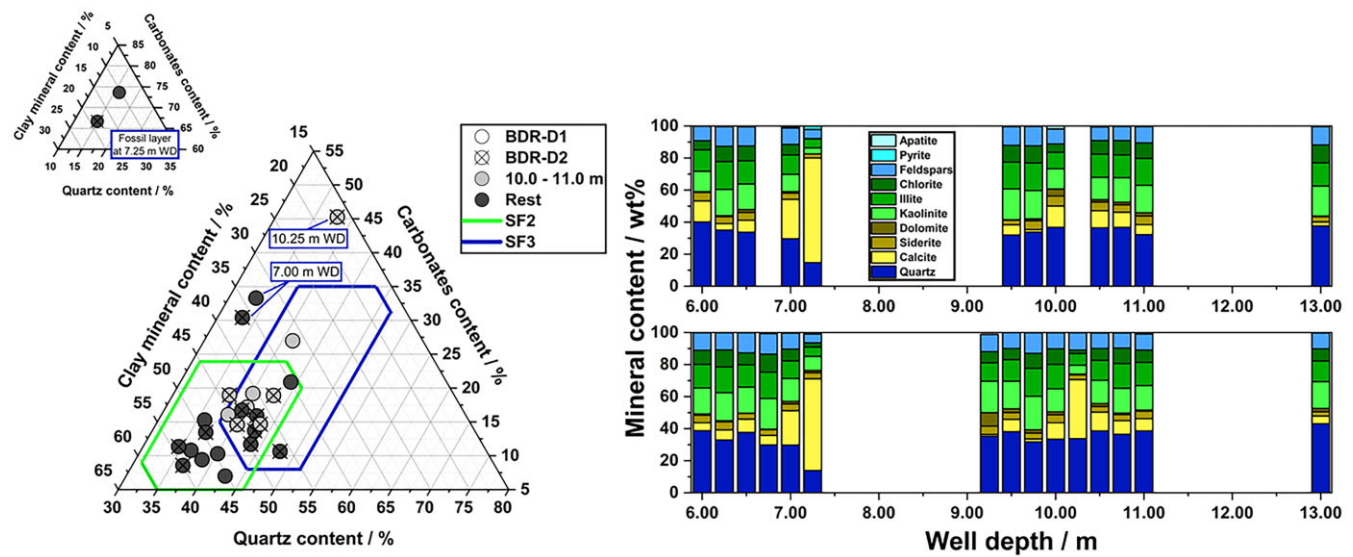 5
10 85
15 80
20 75
25 70
30 65
60
10 15 20 25 30 35
Clay mineral content / %
Carbonates content / %
Quartz content / %
Fossil layer
at 7.25 m WD
15
55
25 50
30 45
35 40
40 35
45 30
50 25
55 20
60 15
65 10
5
30 35 40 45 50 55 60 65 70 75 80
Clay mineral content / %
Carbonates content / %
Quartz content / %
10.25 m WD
7.00 m WD
BDR-D1
BDR-D2
10.0 - 11.0 m
Rest
SF2
SF3
Mineral content / wt%
100
80
60
40
20
0
6.00 7.00 8.00 9.00 10.00 11.00 12.00 13.00
Apatite
Pyrite
Feldspars
Chlorite
Illite
Kaolinite
Dolomite
Siderite
Calcite
Quartz
100
80
60
40
20
0
6.00 7.00 8.00 9.00 10.00 11.00 12.00 13.00
Well depth / m